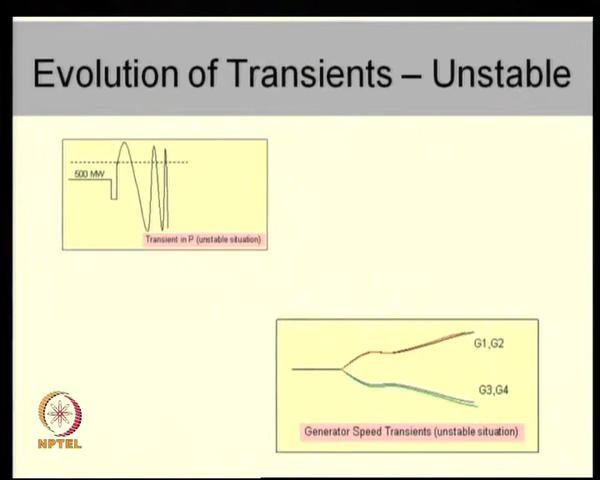 Evolution of Transients – Unstable
500 MW
Transient in P (unstable situation)
G1,G2
G3,G4
Generator Speed Transients (unstable situation)
NPTEL